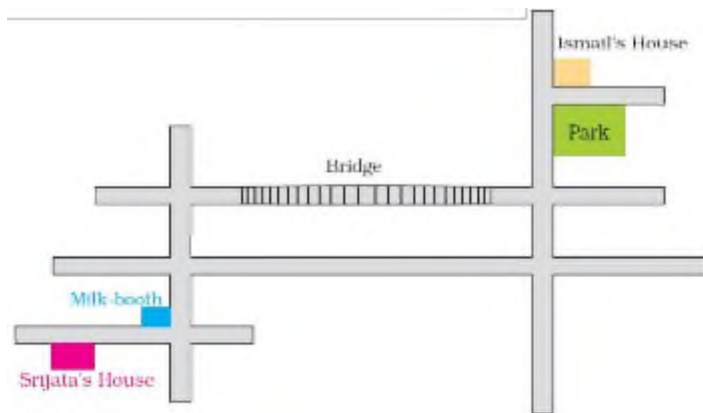 Ismail's House
Park
Bridge
Milk-booth
Srijata's House